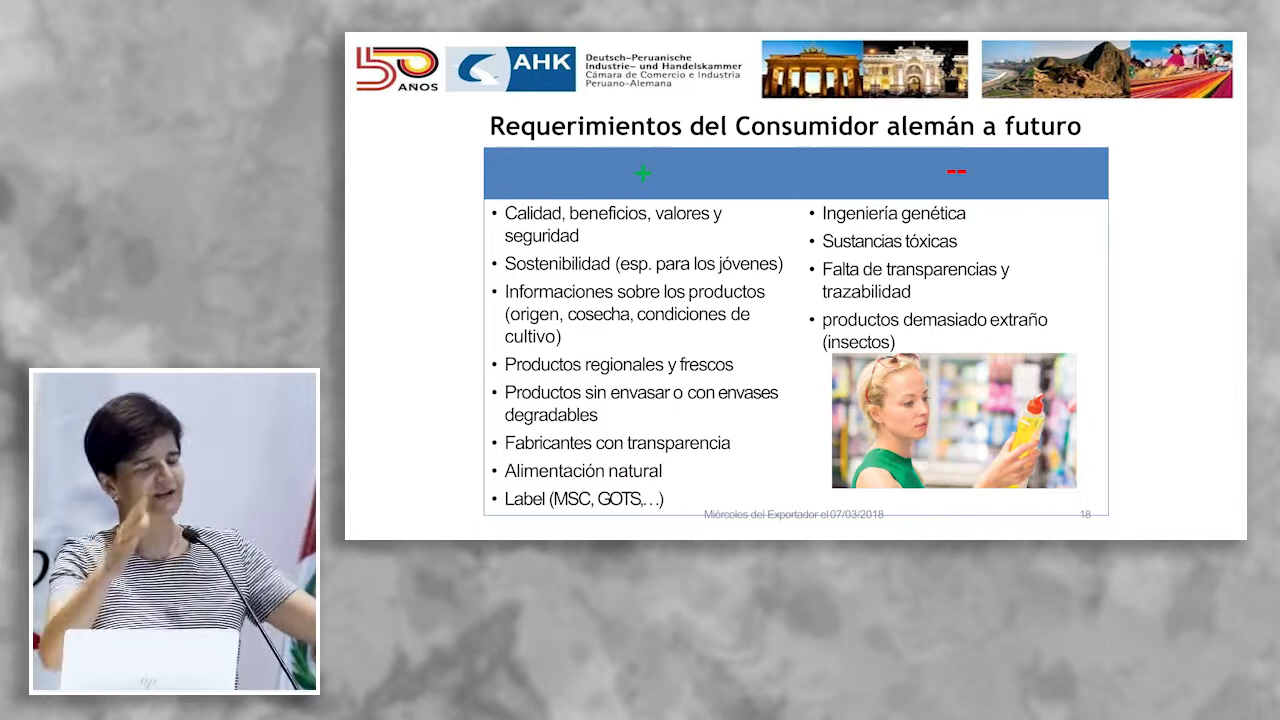 50
AÑOS
AHK
Deutsch-Peruanische
Industrie- und Handelskammer
Cámara de Comercio e Industria
Peruano-Alemana
Requerimientos del Consumidor alemán a futuro
+
--
• Calidad, beneficios, valores y
seguridad
• Sostenibilidad (esp. para los jóvenes)
• Informaciones sobre los productos
(origen, cosecha, condiciones de
cultivo)
• Productos regionales y frescos
• Productos sin envasar o con envases
degradables
• Fabricantes con transparencia
• Alimentación natural
• Label (MSC, GOTS,…)
• Ingeniería genética
• Sustancias tóxicas
• Falta de transparencias y
trazabilidad
• productos demasiado extraño
(insectos)
Miércoles del Exportador el 07/03/2018
18
hp